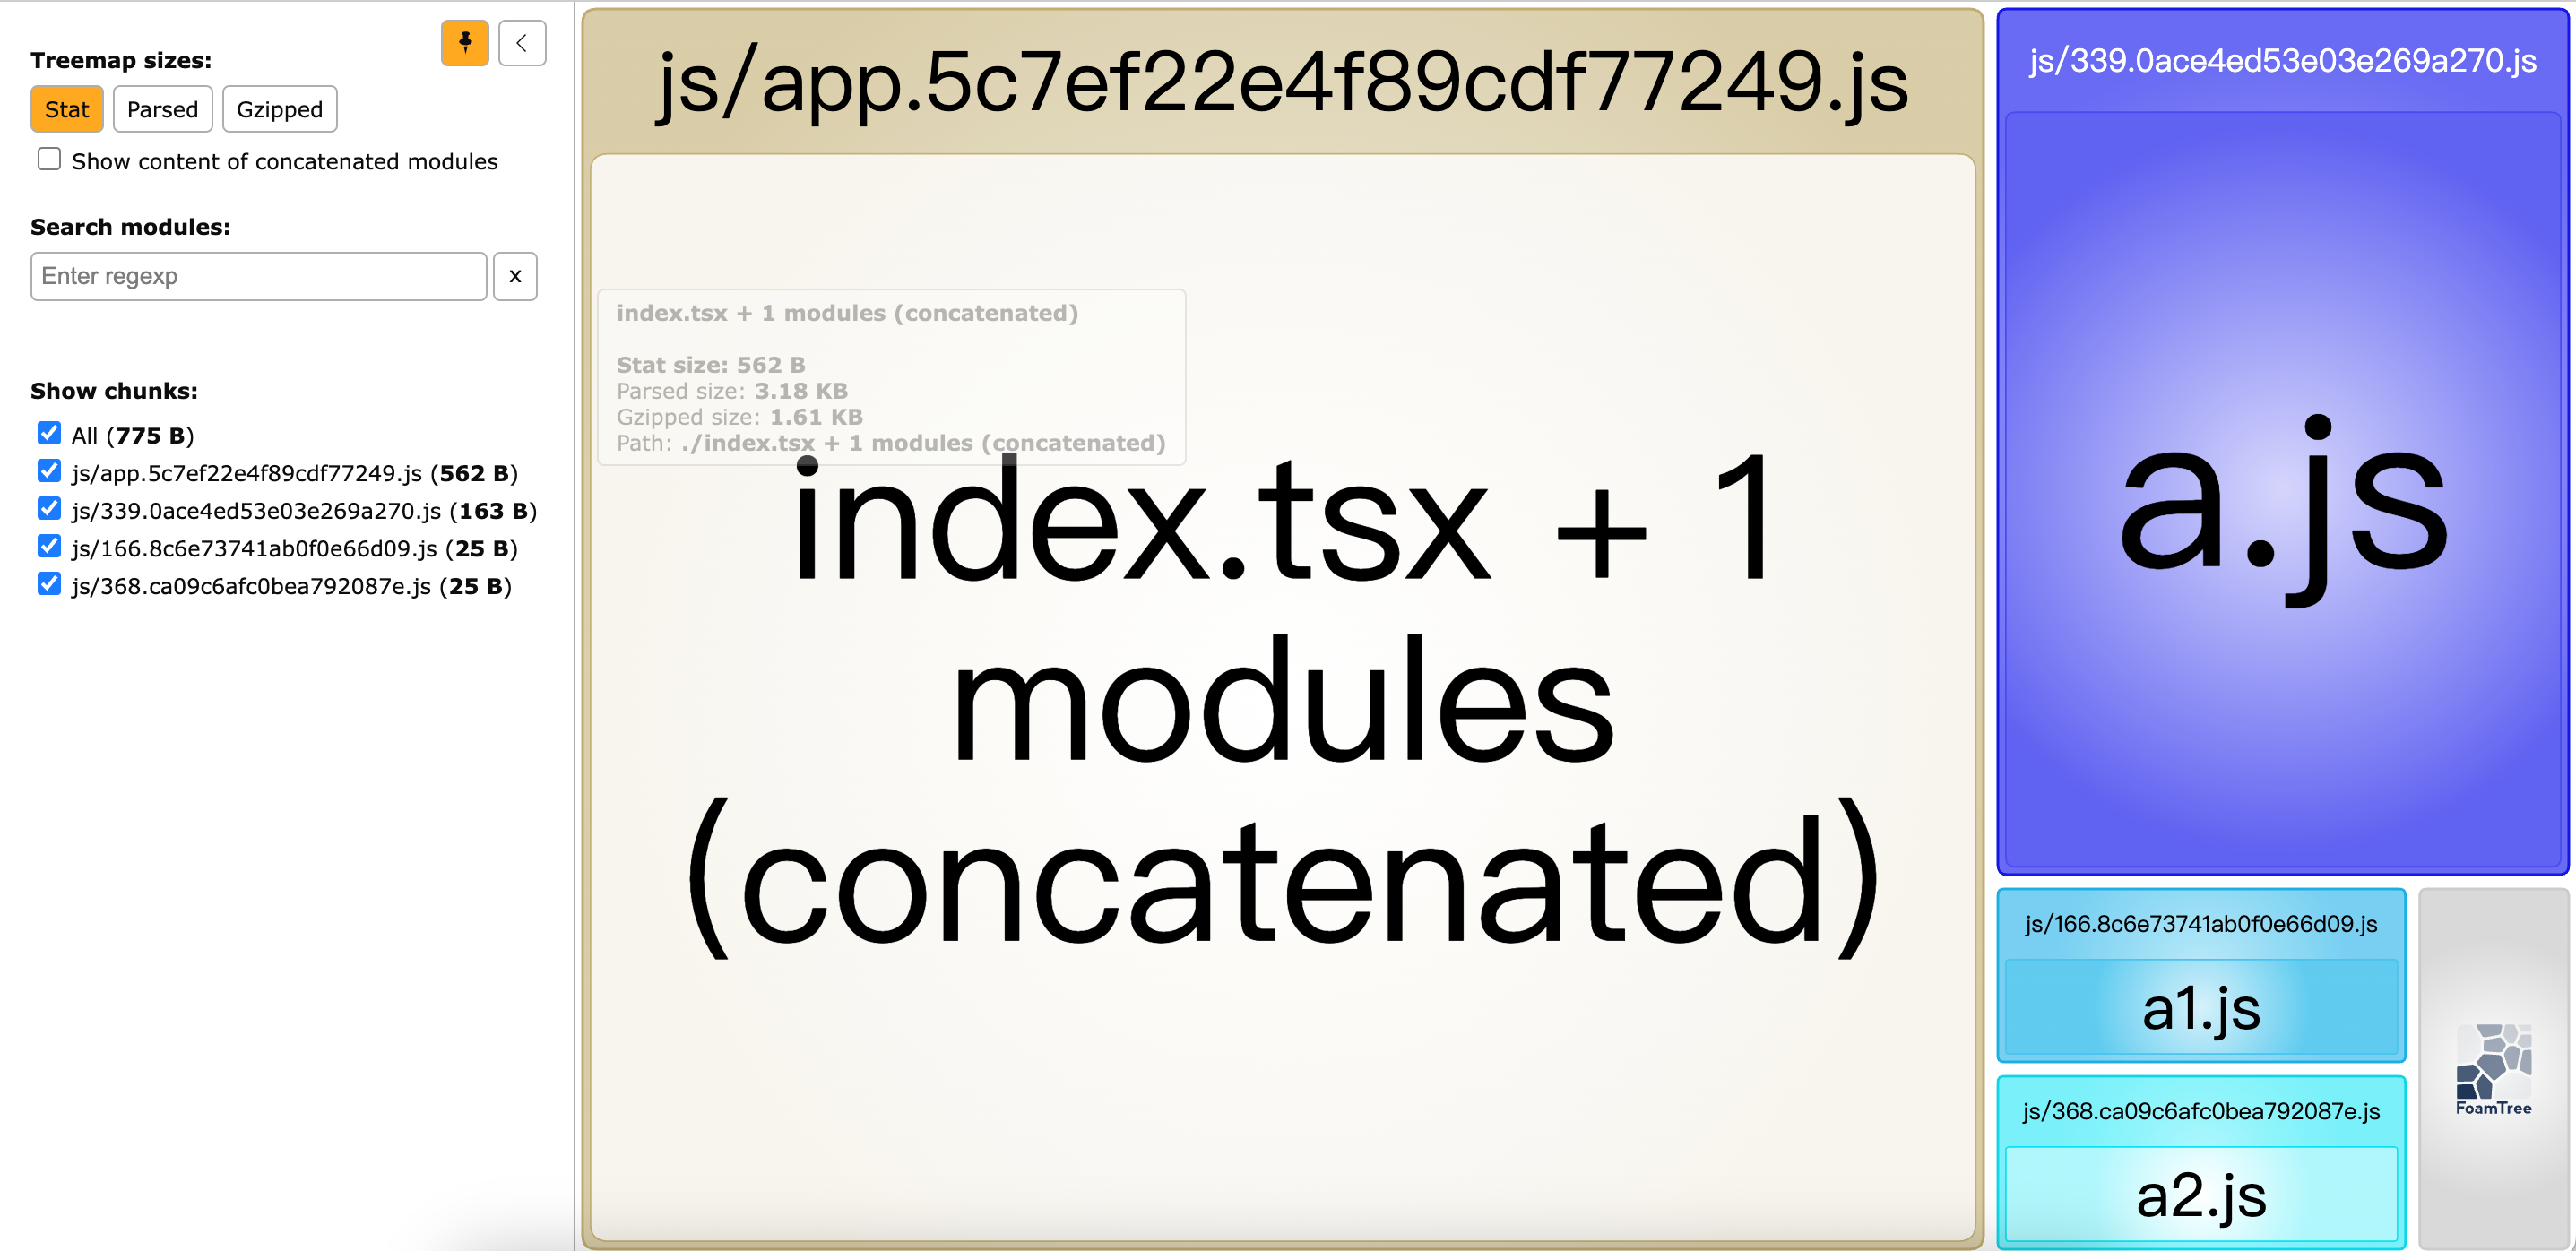 Treemap sizes:
Stat
Parsed
Gzipped
Show content of concatenated modules
Search modules:
Enter regexp
x
Show chunks:
All (775 B)
js/app.5c7ef22e4f89cdf77249.js (562 B)
js/339.0ace4ed53e03e269a270.js (163 B)
js/166.8c6e73741ab0f0e66d09.js (25 B)
js/368.ca09c6afc0bea792087e.js (25 B)
js/app.5c7ef22e4f89cdf77249.js
index.tsx + 1 modules (concatenated)
Stat size: 562 B
Parsed size: 3.18 KB
Gzipped size: 1.61 KB
Path: ./index.tsx + 1 modules (concatenated)
index.tsx + 1
modules
(concatenated)
js/339.0ace4ed53e03e269a270.js
a.js
js/166.8c6e73741ab0f0e66d09.js
a1.js
js/368.ca09c6afc0bea792087e.js
a2.js
FoamTree